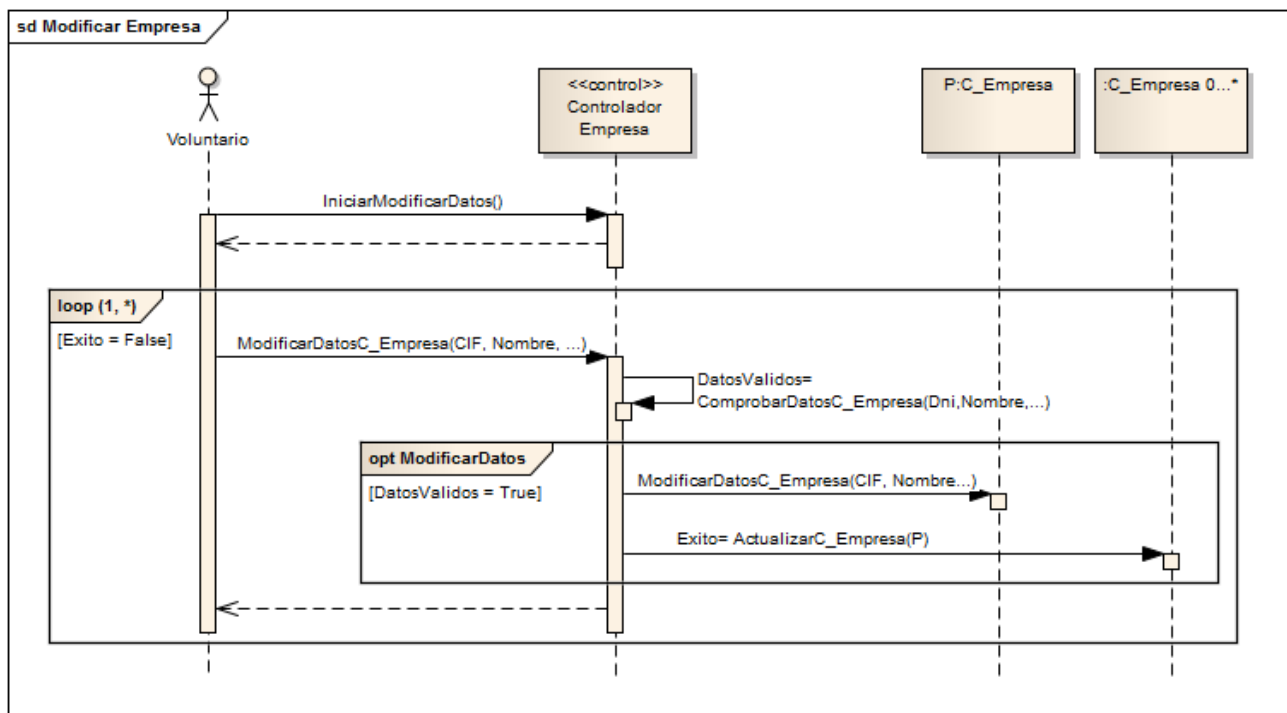 sd Modificar Empresa
Voluntario
<<control>>
Controlador
Empresa
P:C_Empresa
:C_Empresa 0...*
IniciarModificarDatos()
loop (1, *)
[Exito = False]
ModificarDatosC_Empresa(CIF, Nombre, ...)
DatosValidos=
ComprobarDatosC_Empresa(Dni,Nombre,...)
opt ModificarDatos
[DatosValidos = True]
ModificarDatosC_Empresa(CIF, Nombre...)
Exito= ActualizarC_Empresa(P)